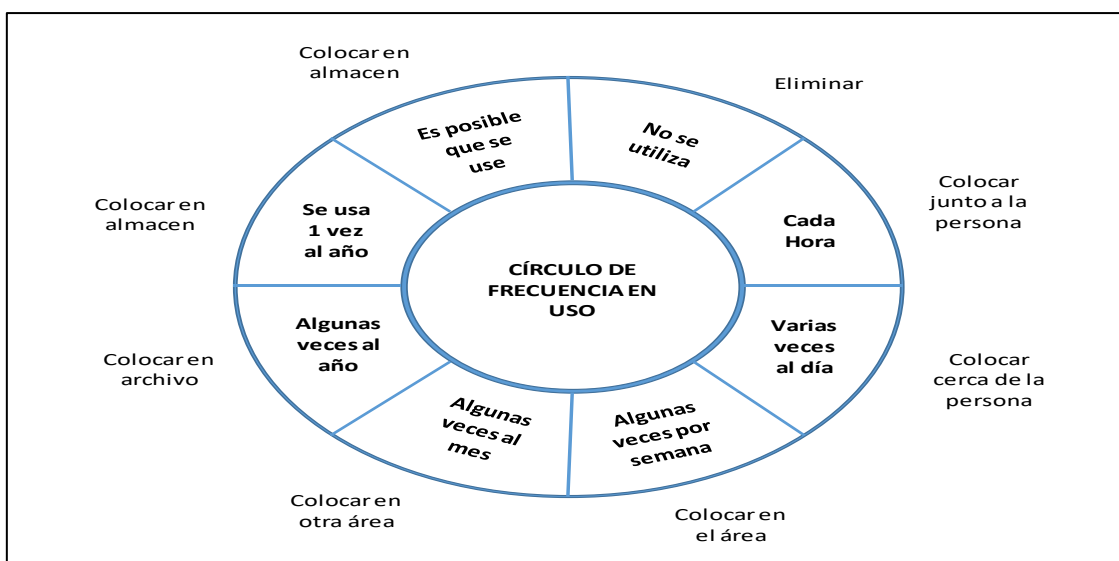 Colocar en
almacen
Eliminar
Es posible
que se
use
No se
utiliza
Colocar en
almacen
Se usa
1 vez
al año
Cada
Hora
Colocar
junto a la
persona
CÍRCULO DE
FRECUENCIA EN
USO
Colocar en
archivo
Algunas
veces al
año
Varias
veces
al día
Colocar
cerca de la
persona
Algunas
veces al
mes
Algunas
veces por
semana
Colocar en
otra área
Colocar en
el área